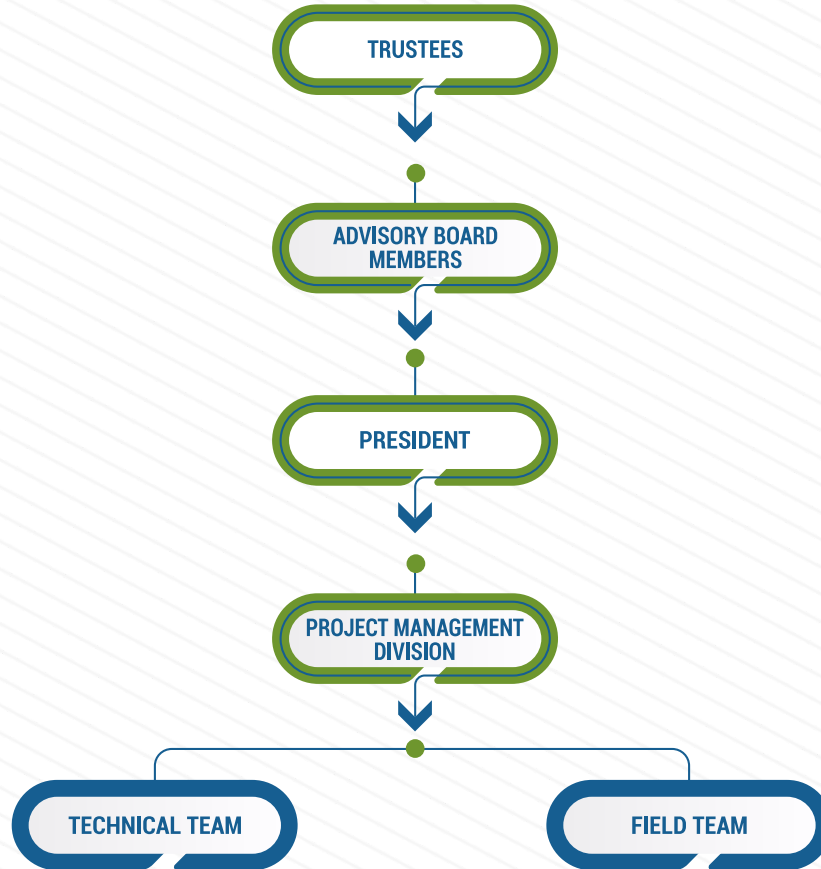 TRUSTEES
ADVISORY BOARD
MEMBERS
PRESIDENT
PROJECT MANAGEMENT
DIVISION
TECHNICAL TEAM
FIELD TEAM